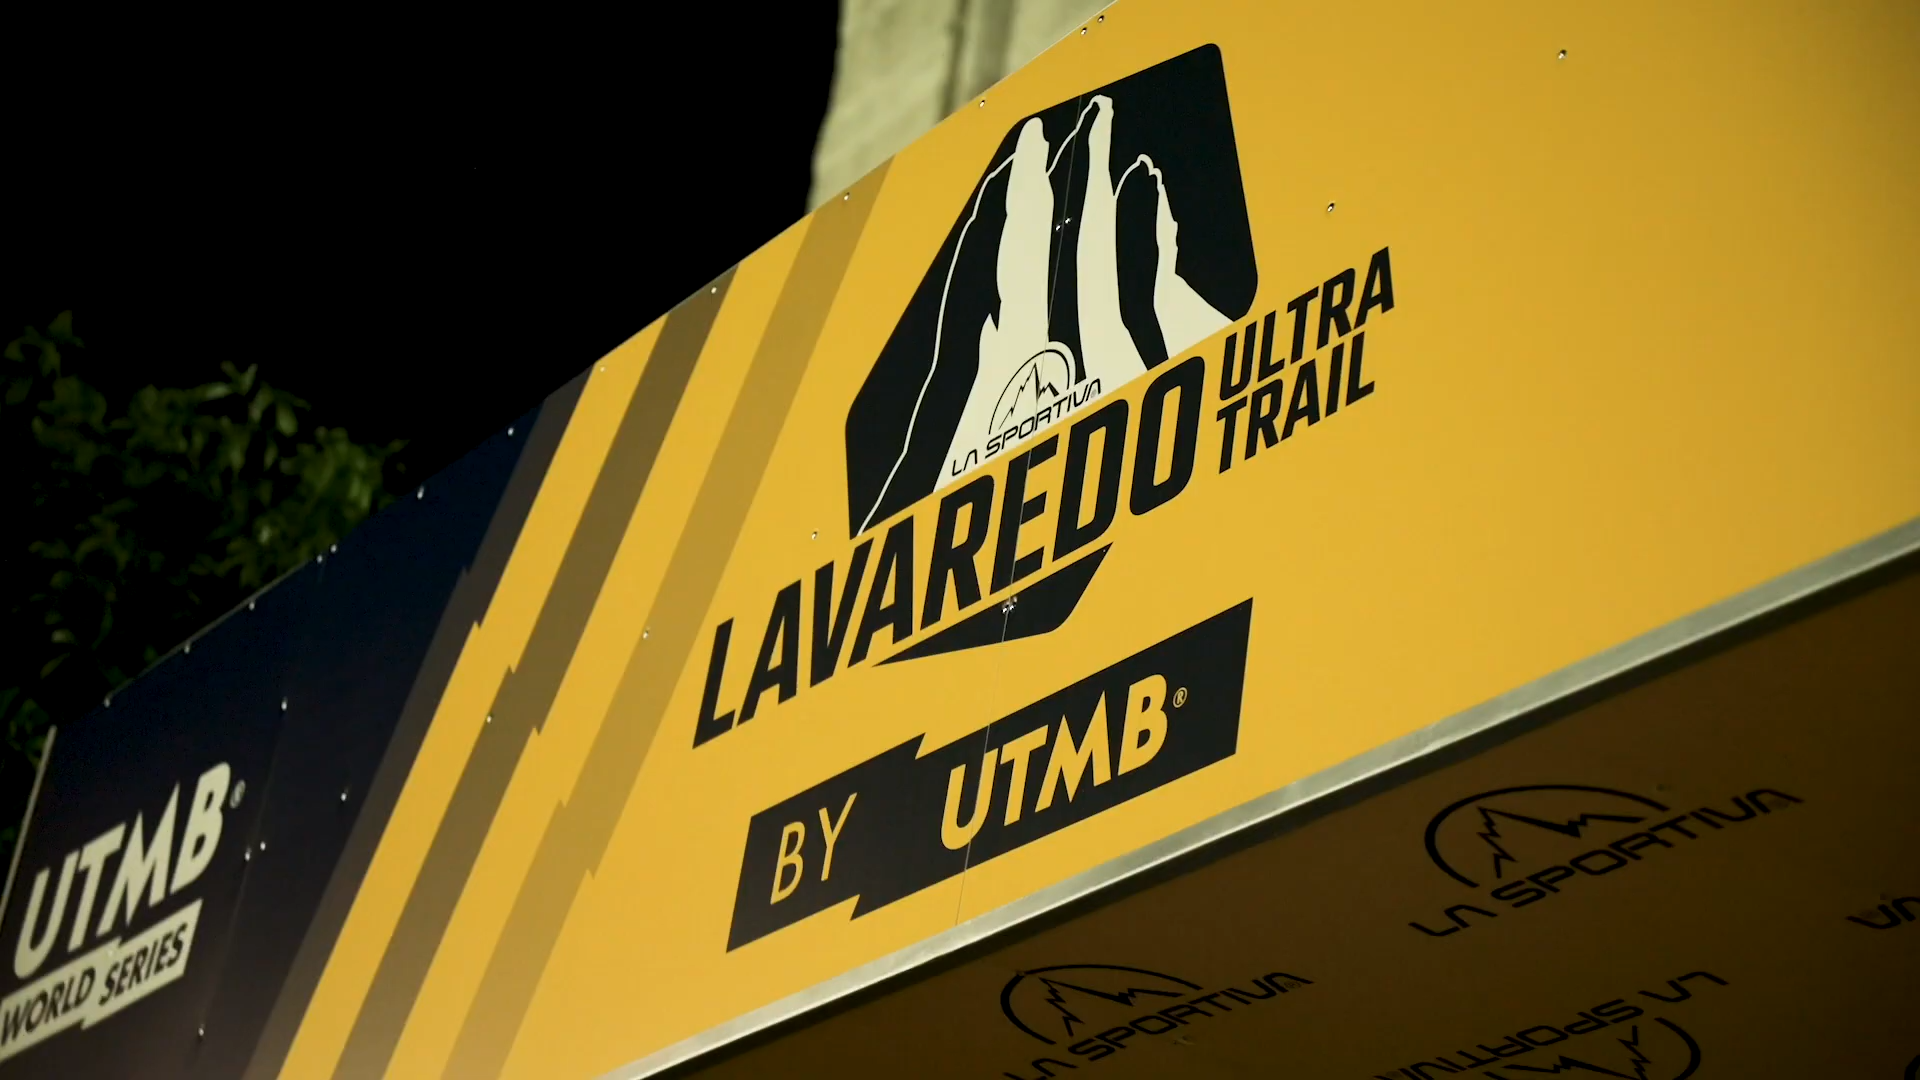 LA SPORTIVA
LAVAREDO
ULTRA
TRAIL
BY UTMB®
UTMB®
WORLD SERIES
LA SPORTIVA
LA SPORTIVA
LA SPORTIVA